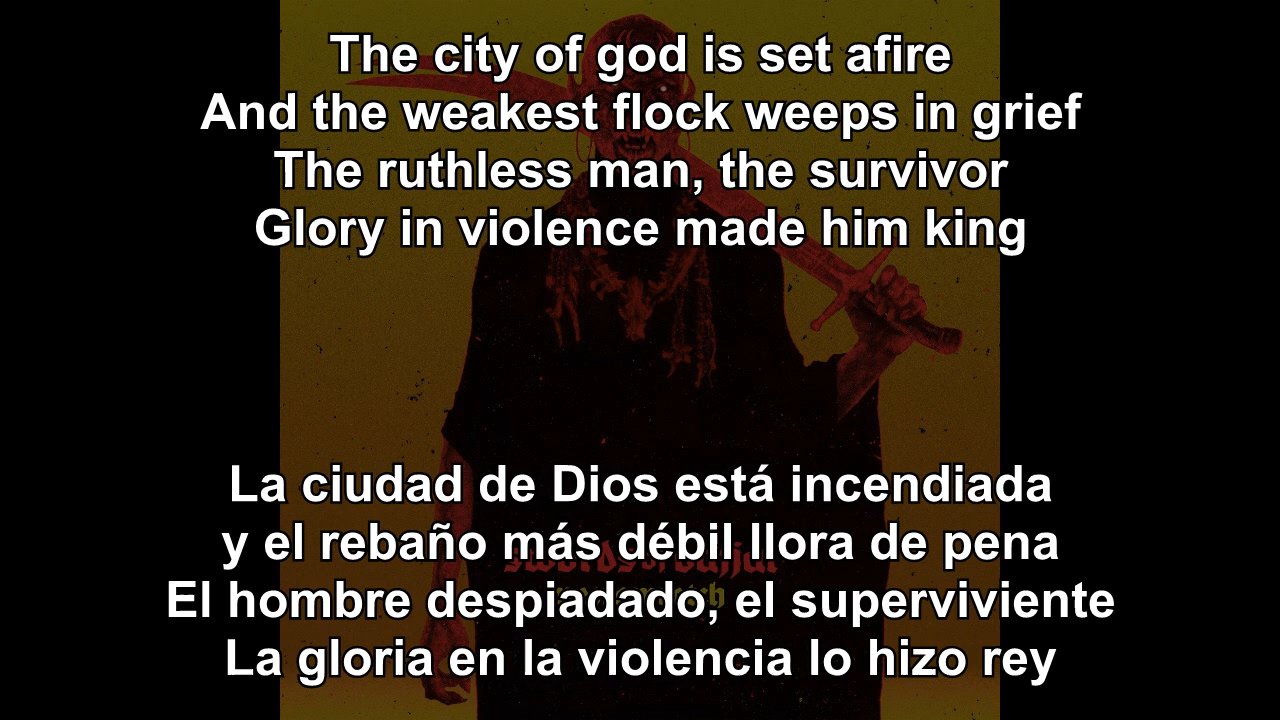 The city of god is set afire
And the weakest flock weeps in grief
The ruthless man, the survivor
Glory in violence made him king
La ciudad de Dios está incendiada
y el rebaño más débil llora de pena
El hombre despiadado, el superviviente
La gloria en la violencia lo hizo rey